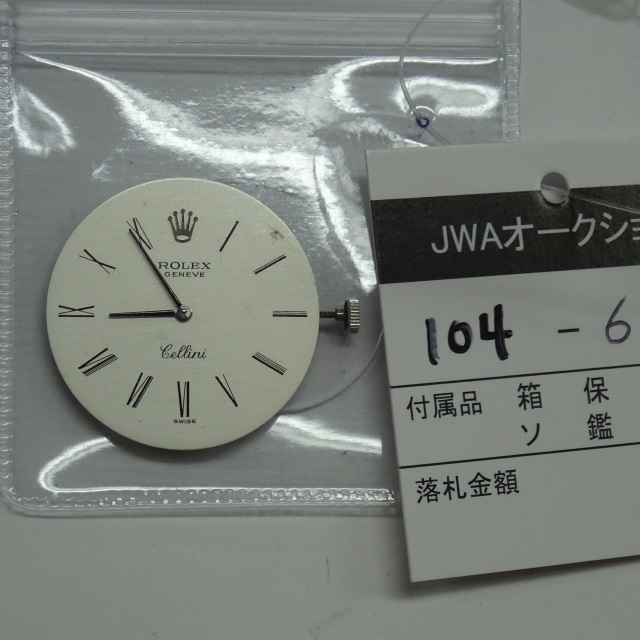 ROLEX
GENEVE
Cellini
SWISS
JWAオークショ
104-6
付属品 箱 保
ソ 鑑
落札金額